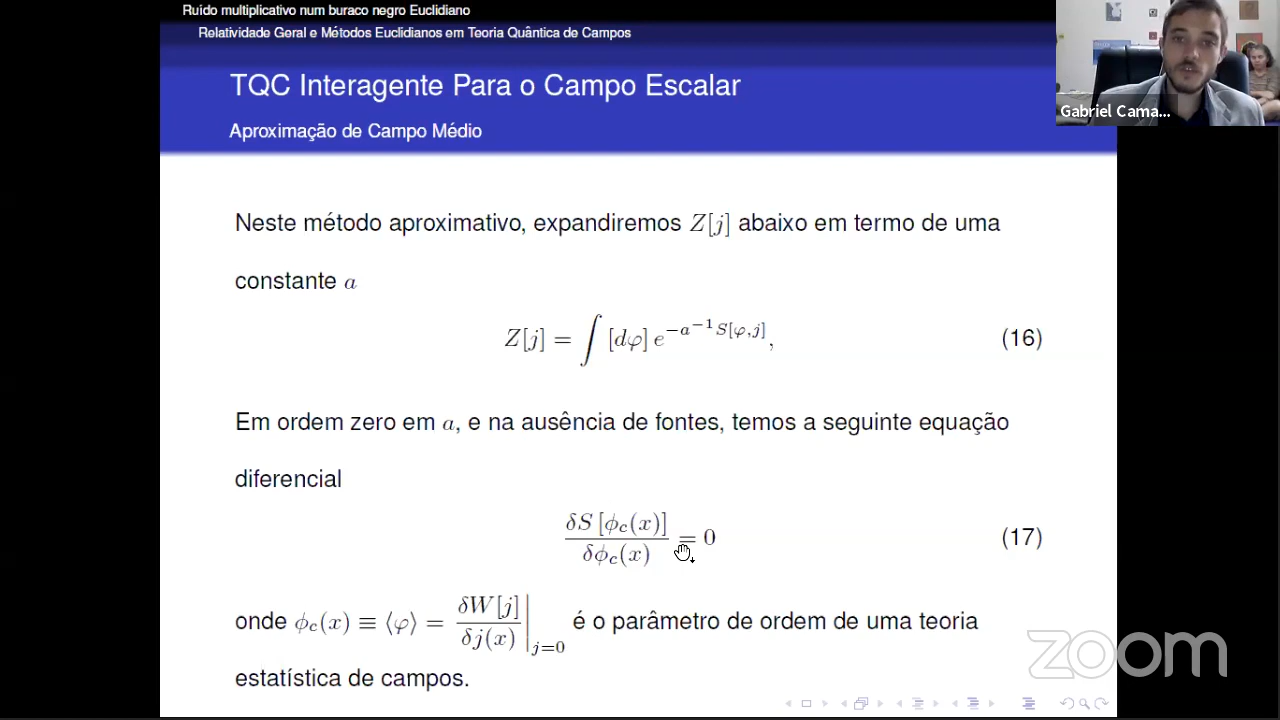 Ruído multiplicativo num buraco negro Euclidiano
Relatividade Geral e Métodos Euclidianos em Teoria Quântica de Campos
TQC Interagente Para o Campo Escalar
Aproximação de Campo Médio
Gabriel Cama...
Neste método aproximativo, expandiremos Z[j] abaixo em termo de uma
constante a
Z[j] = ∫ [dφ] e^{−a^{−1}S[φ,j]}, (16)
Em ordem zero em a, e na ausência de fontes, temos a seguinte equação
diferencial
δS [ϕ_c(x)] / δϕ_c(x) = 0 (17)
onde ϕ_c(x) ≡ ⟨φ⟩ = δW[j] / δj(x) |_{j=0} é o parâmetro de ordem de uma teoria
estatística de campos.
zoom